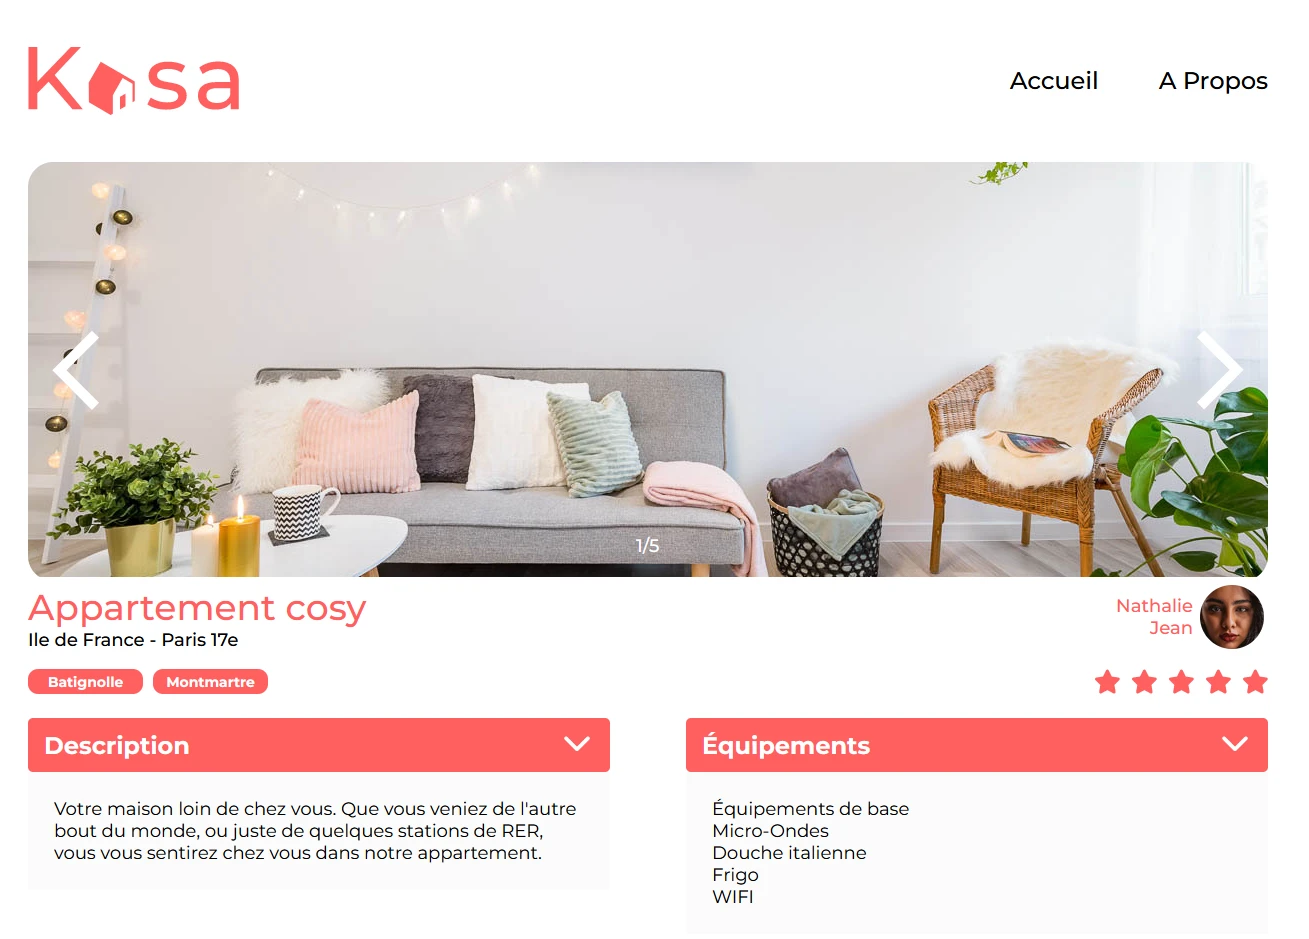 Kasa
Accueil
A Propos
1/5
Appartement cosy
Ile de France - Paris 17e
Nathalie
Jean
Batignolle
Montmartre
Description
Votre maison loin de chez vous. Que vous veniez de l'autre
bout du monde, ou juste de quelques stations de RER,
vous vous sentirez chez vous dans notre appartement.
Équipements
Équipements de base
Micro-Ondes
Douche italienne
Frigo
WIFI